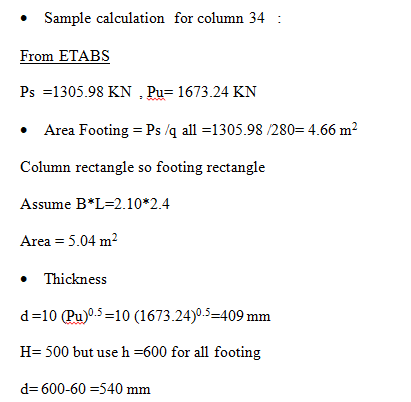 • Sample calculation for column 34 :
From ETABS
Ps =1305.98 KN , Pu= 1673.24 KN
• Area Footing = Ps /q all =1305.98 /280= 4.66 m²
Column rectangle so footing rectangle
Assume B*L=2.10*2.4
Area = 5.04 m²
• Thickness
d =10 (Pu)⁰·⁵ =10 (1673.24)⁰·⁵=409 mm
H= 500 but use h =600 for all footing
d= 600-60 =540 mm